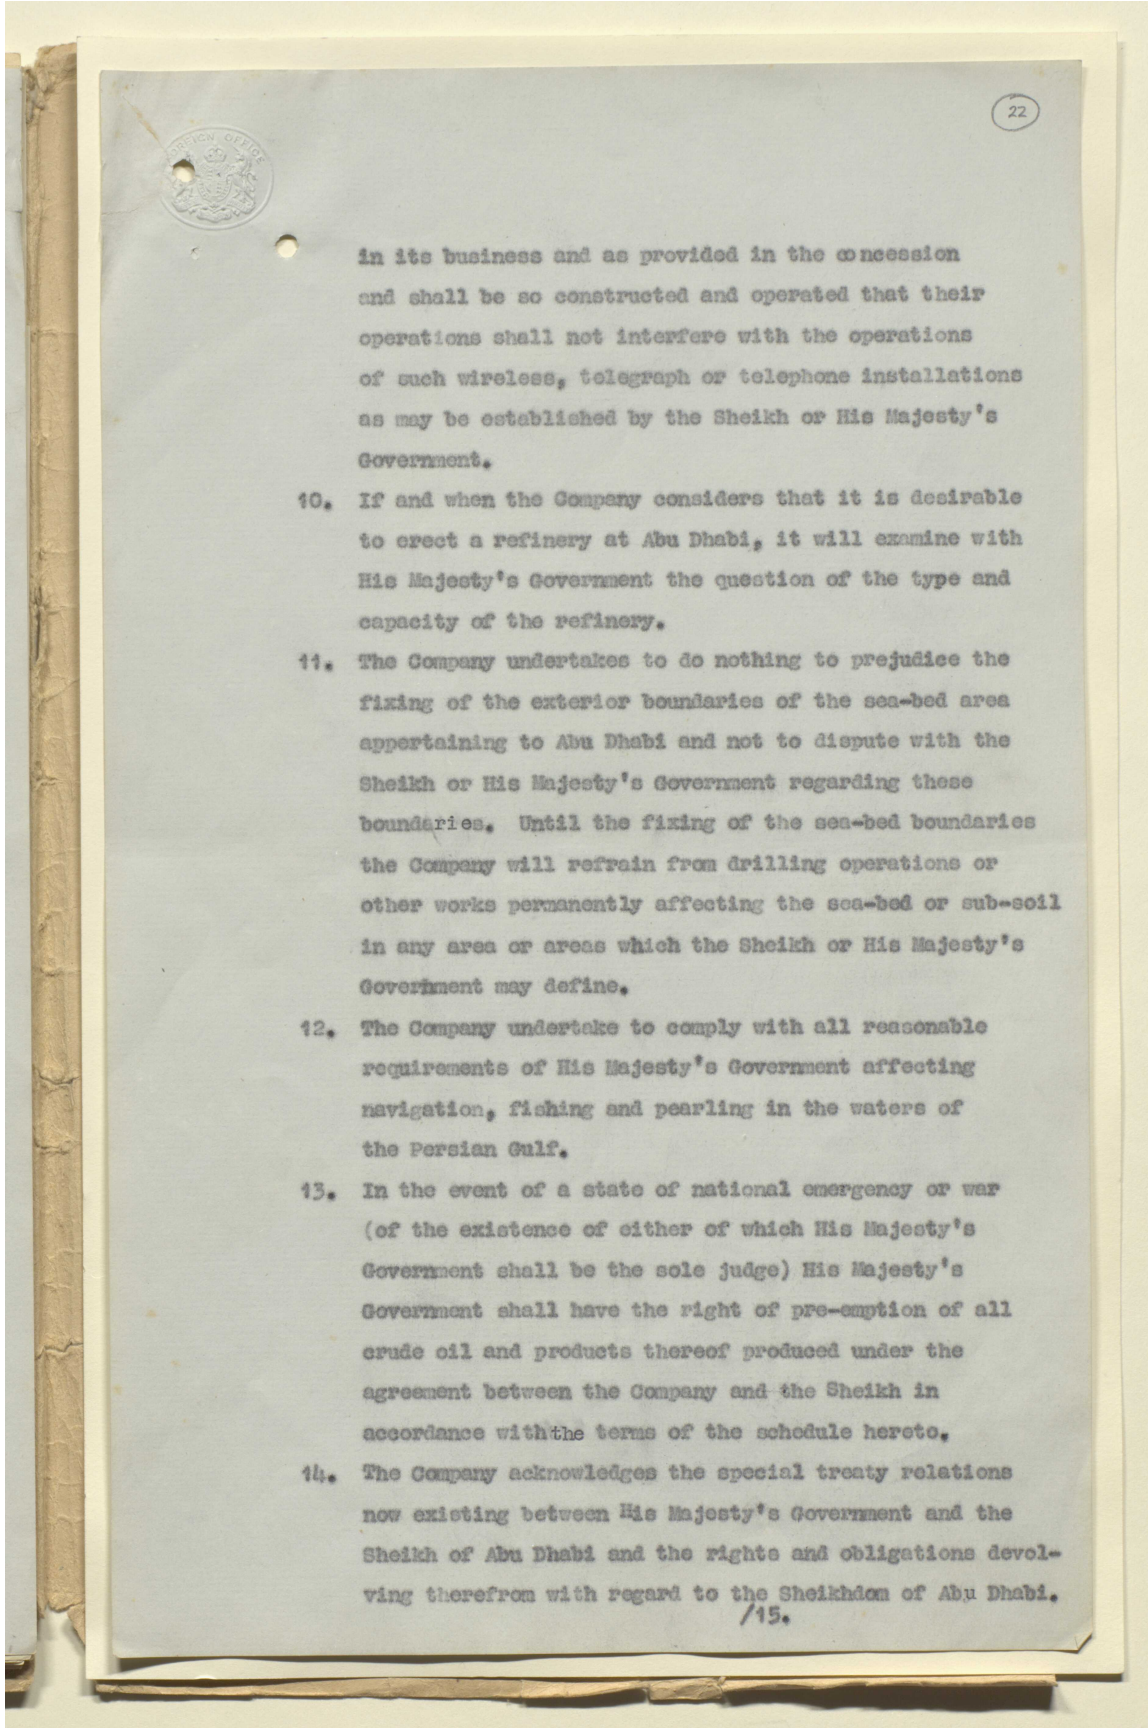 22
FOREIGN OFFICE
in its business and as provided in the concession
and shall be so constructed and operated that their
operations shall not interfere with the operations
of such wireless, telegraph or telephone installations
as may be established by the Sheikh or His Majesty's
Government.
10. If and when the Company considers that it is desirable
to erect a refinery at Abu Dhabi, it will examine with
His Majesty's Government the question of the type and
capacity of the refinery.
11. The Company undertakes to do nothing to prejudice the
fixing of the exterior boundaries of the sea-bed area
appertaining to Abu Dhabi and not to dispute with the
Sheikh or His Majesty's Government regarding these
boundaries. Until the fixing of the sea-bed boundaries
the Company will refrain from drilling operations or
other works permanently affecting the sea-bed or sub-soil
in any area or areas which the Sheikh or His Majesty's
Government may define.
12. The Company undertake to comply with all reasonable
requirements of His Majesty's Government affecting
navigation, fishing and pearling in the waters of
the Persian Gulf.
13. In the event of a state of national emergency or war
(of the existence of either of which His Majesty's
Government shall be the sole judge) His Majesty's
Government shall have the right of pre-emption of all
crude oil and products thereof produced under the
agreement between the Company and the Sheikh in
accordance with the terms of the schedule hereto.
14. The Company acknowledges the special treaty relations
now existing between His Majesty's Government and the
Sheikh of Abu Dhabi and the rights and obligations devol-
ving therefrom with regard to the Sheikhdom of Abu Dhabi.
/15.